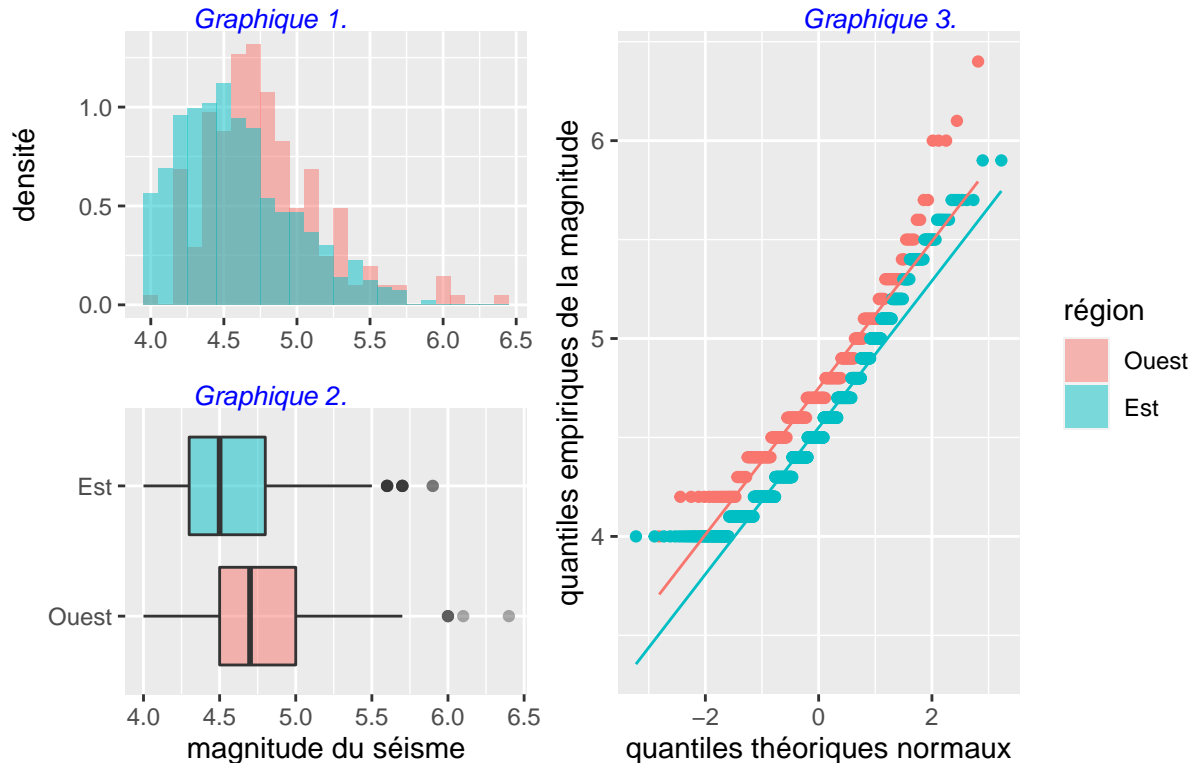 Graphique 1.
densité
1.0
0.5
0.0
4.0 4.5 5.0 5.5 6.0 6.5
Graphique 2.
Est
Ouest
4.0 4.5 5.0 5.5 6.0 6.5
magnitude du séisme
Graphique 3.
quantiles empiriques de la magnitude
6
5
4
−2 0 2
quantiles théoriques normaux
région
Ouest
Est